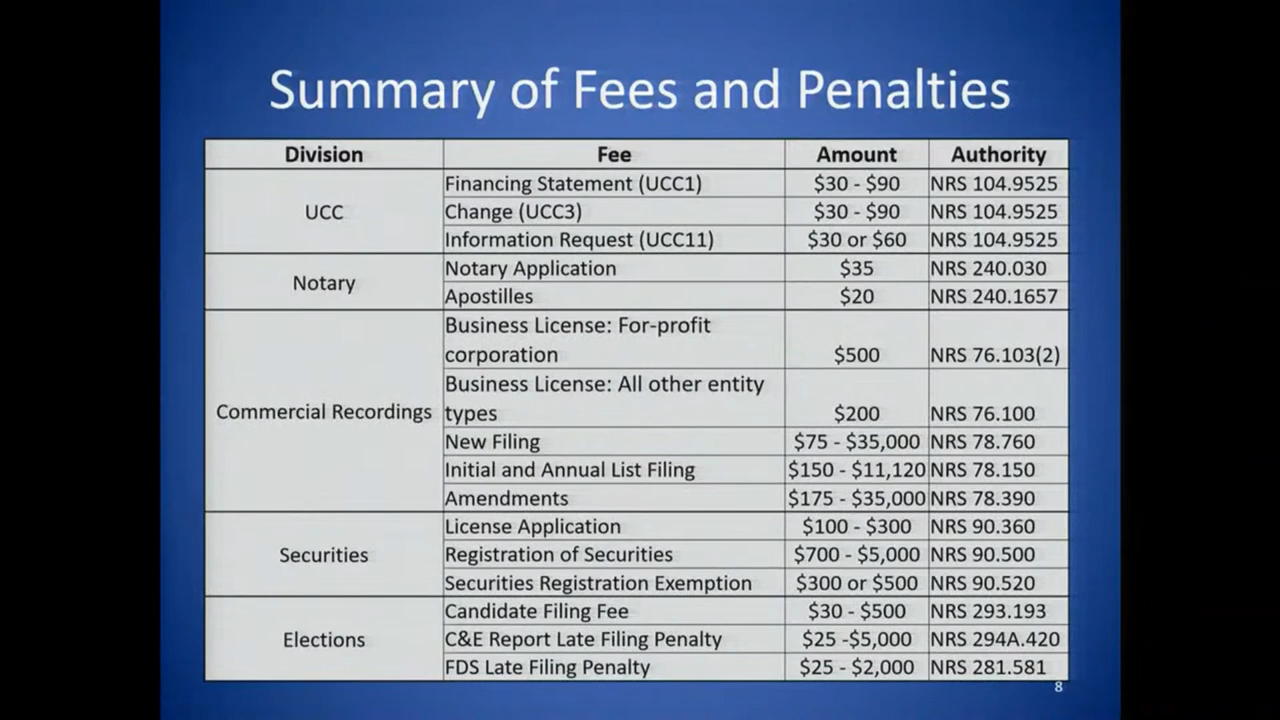 Summary of Fees and Penalties
Division Fee Amount Authority
UCC
Financing Statement (UCC1) $30 - $90 NRS 104.9525
Change (UCC3) $30 - $90 NRS 104.9525
Information Request (UCC11) $30 or $60 NRS 104.9525
Notary
Notary Application $35 NRS 240.030
Apostilles $20 NRS 240.1657
Commercial Recordings
Business License: For-profit
corporation $500 NRS 76.103(2)
Business License: All other entity
types $200 NRS 76.100
New Filing $75 - $35,000 NRS 78.760
Initial and Annual List Filing $150 - $11,120 NRS 78.150
Amendments $175 - $35,000 NRS 78.390
Securities
License Application $100 - $300 NRS 90.360
Registration of Securities $700 - $5,000 NRS 90.500
Securities Registration Exemption $300 or $500 NRS 90.520
Elections
Candidate Filing Fee $30 - $500 NRS 293.193
C&E Report Late Filing Penalty $25 -$5,000 NRS 294A.420
FDS Late Filing Penalty $25 - $2,000 NRS 281.581
8